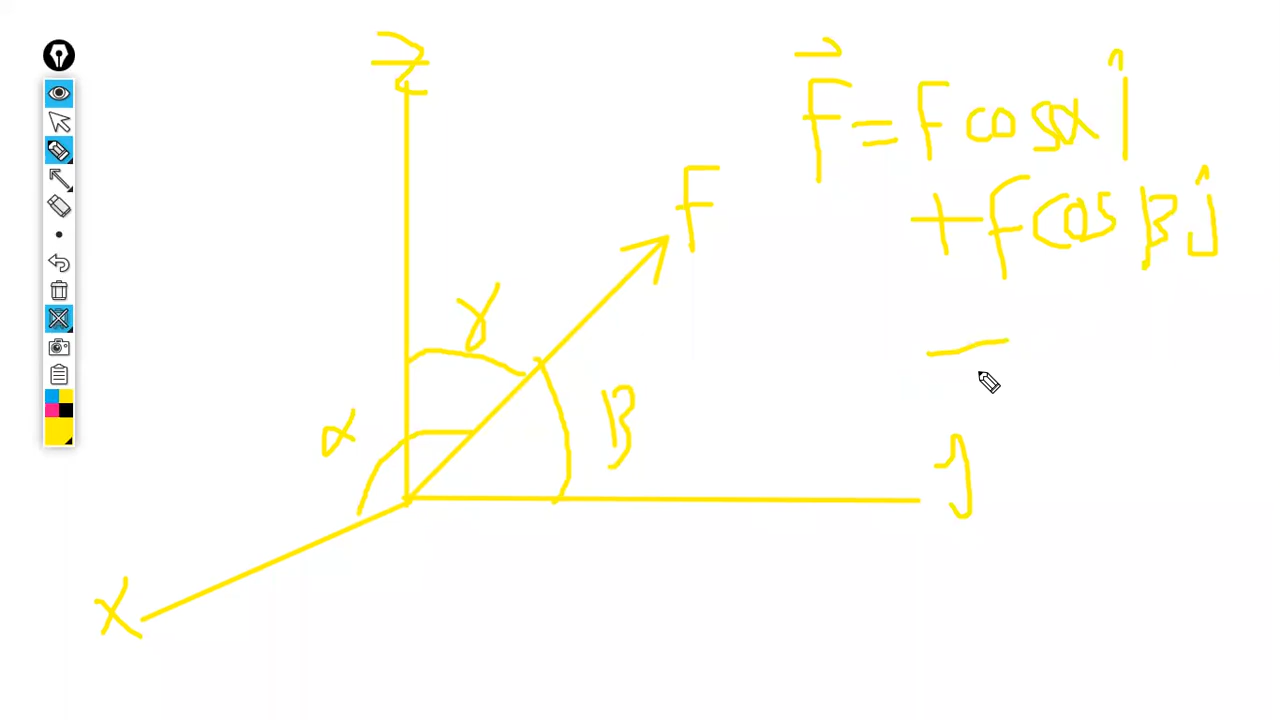 Z
F⃗ = F cos α î
+ F cos β ĵ
F
γ
α
β
y
x